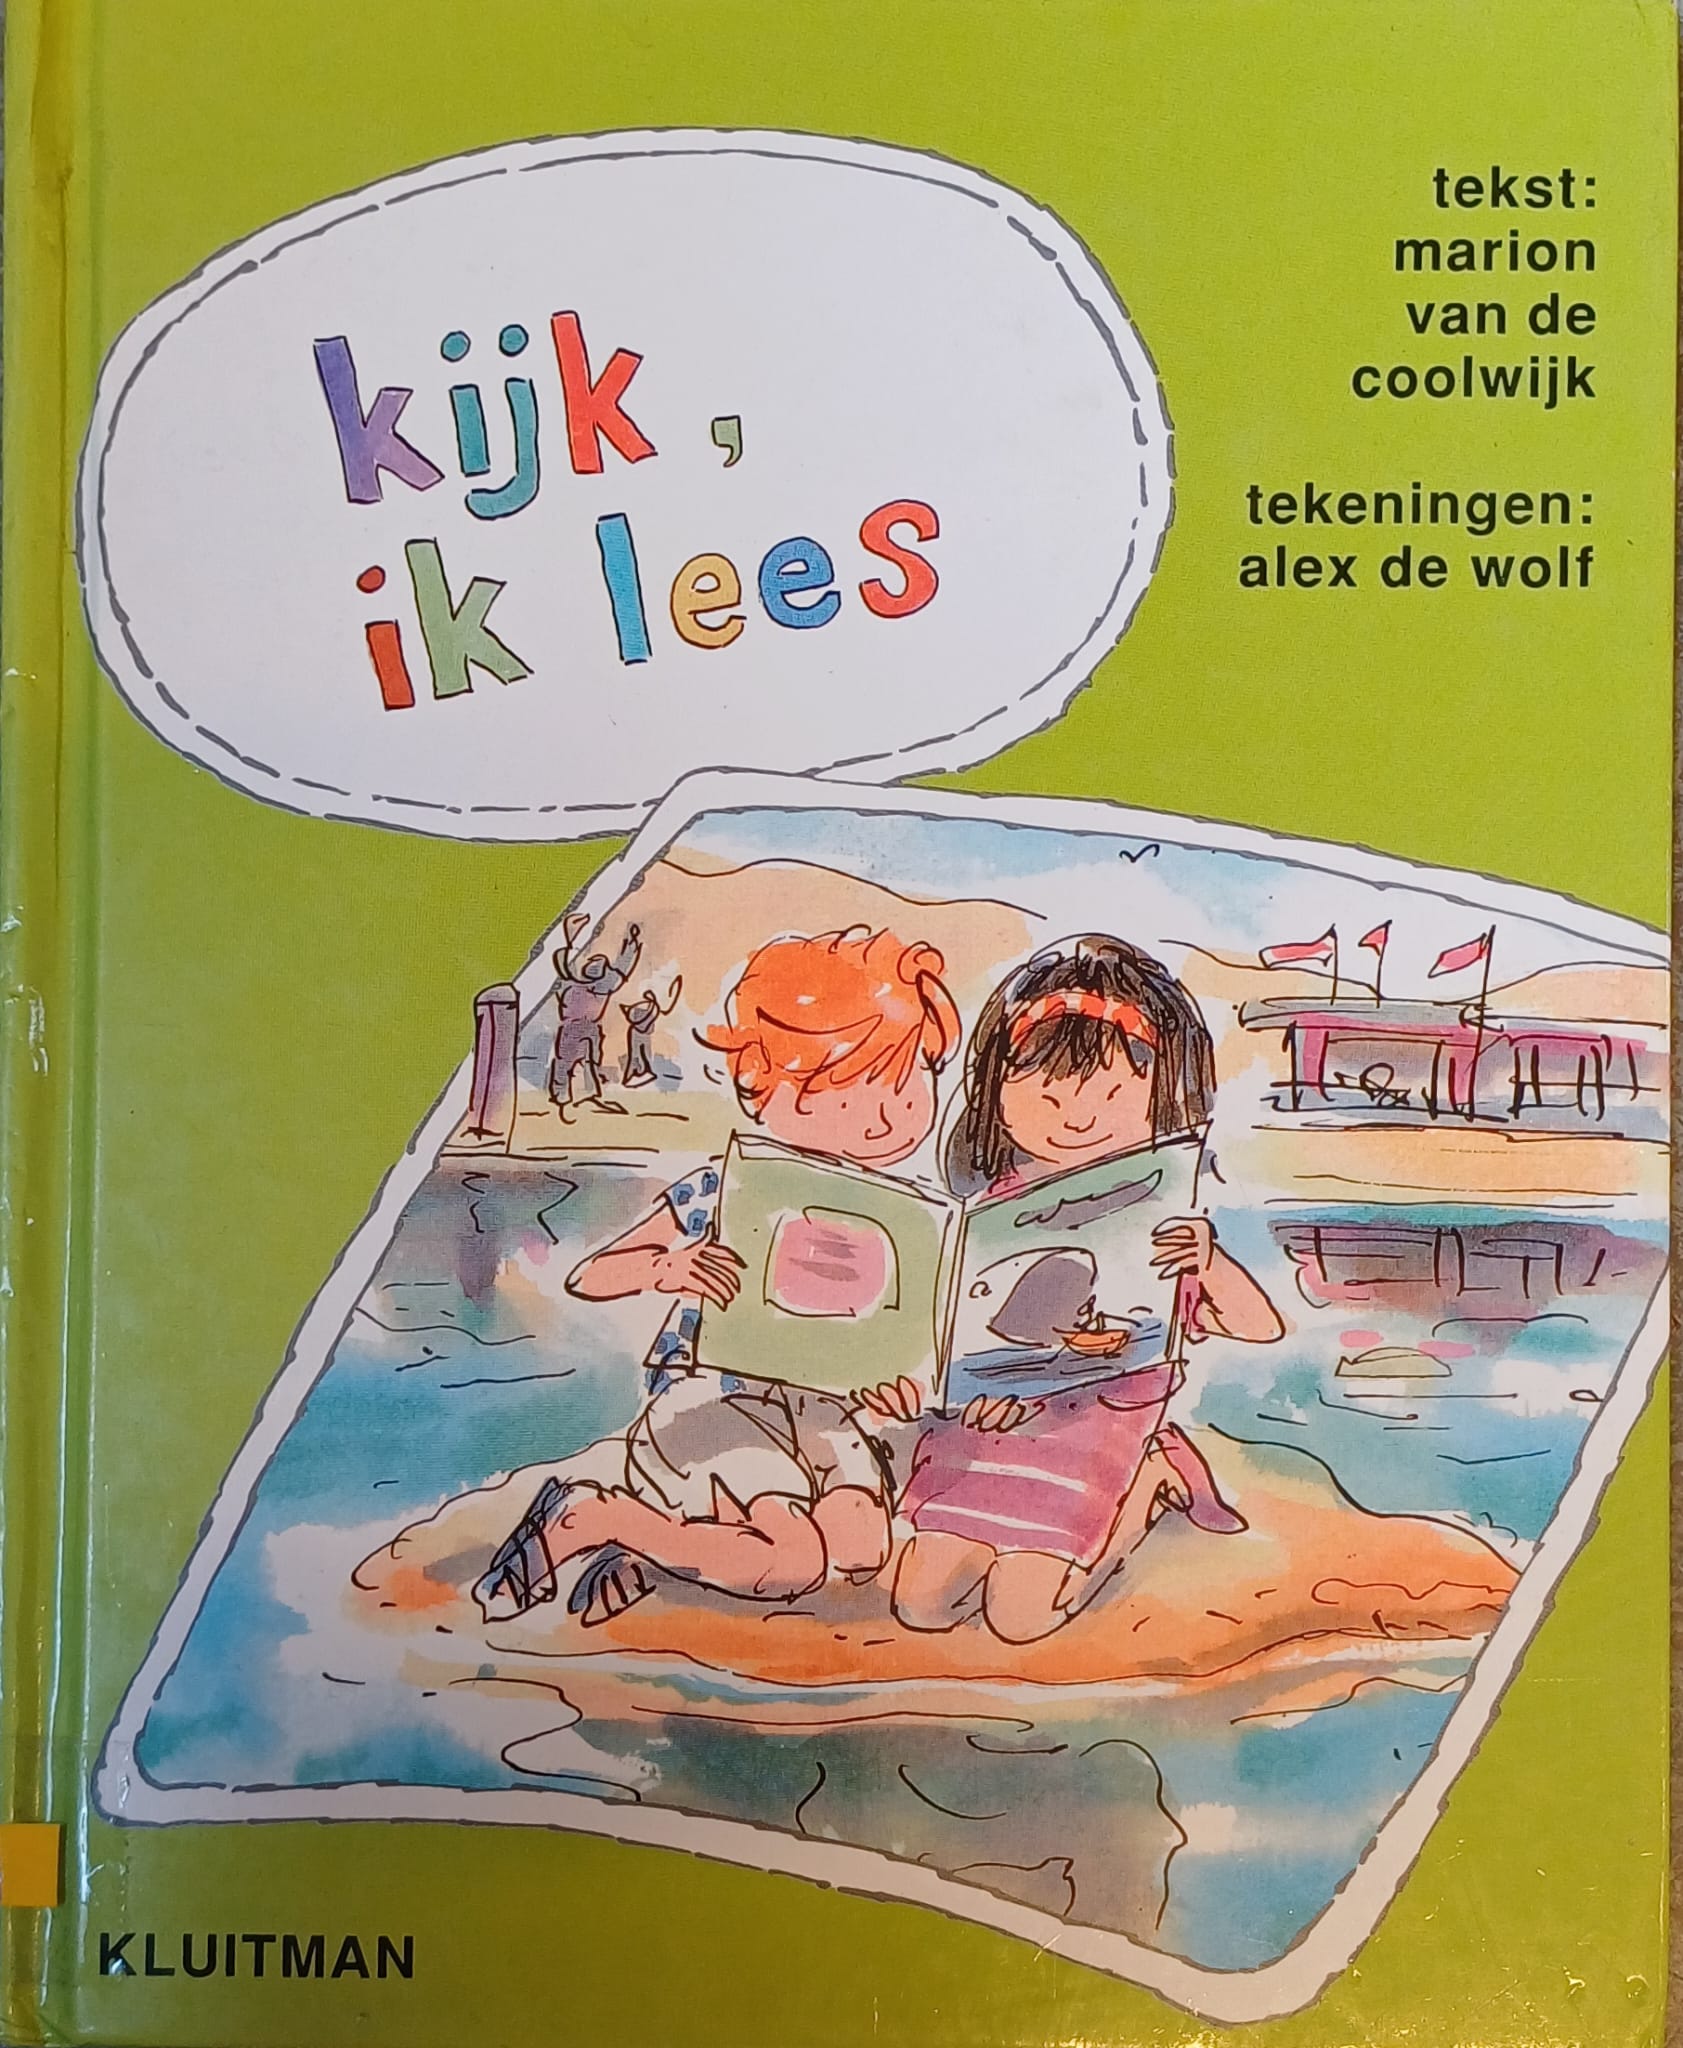 kijk,
ik lees
tekst:
marion
van de
coolwijk
tekeningen:
alex de wolf
KLUITMAN